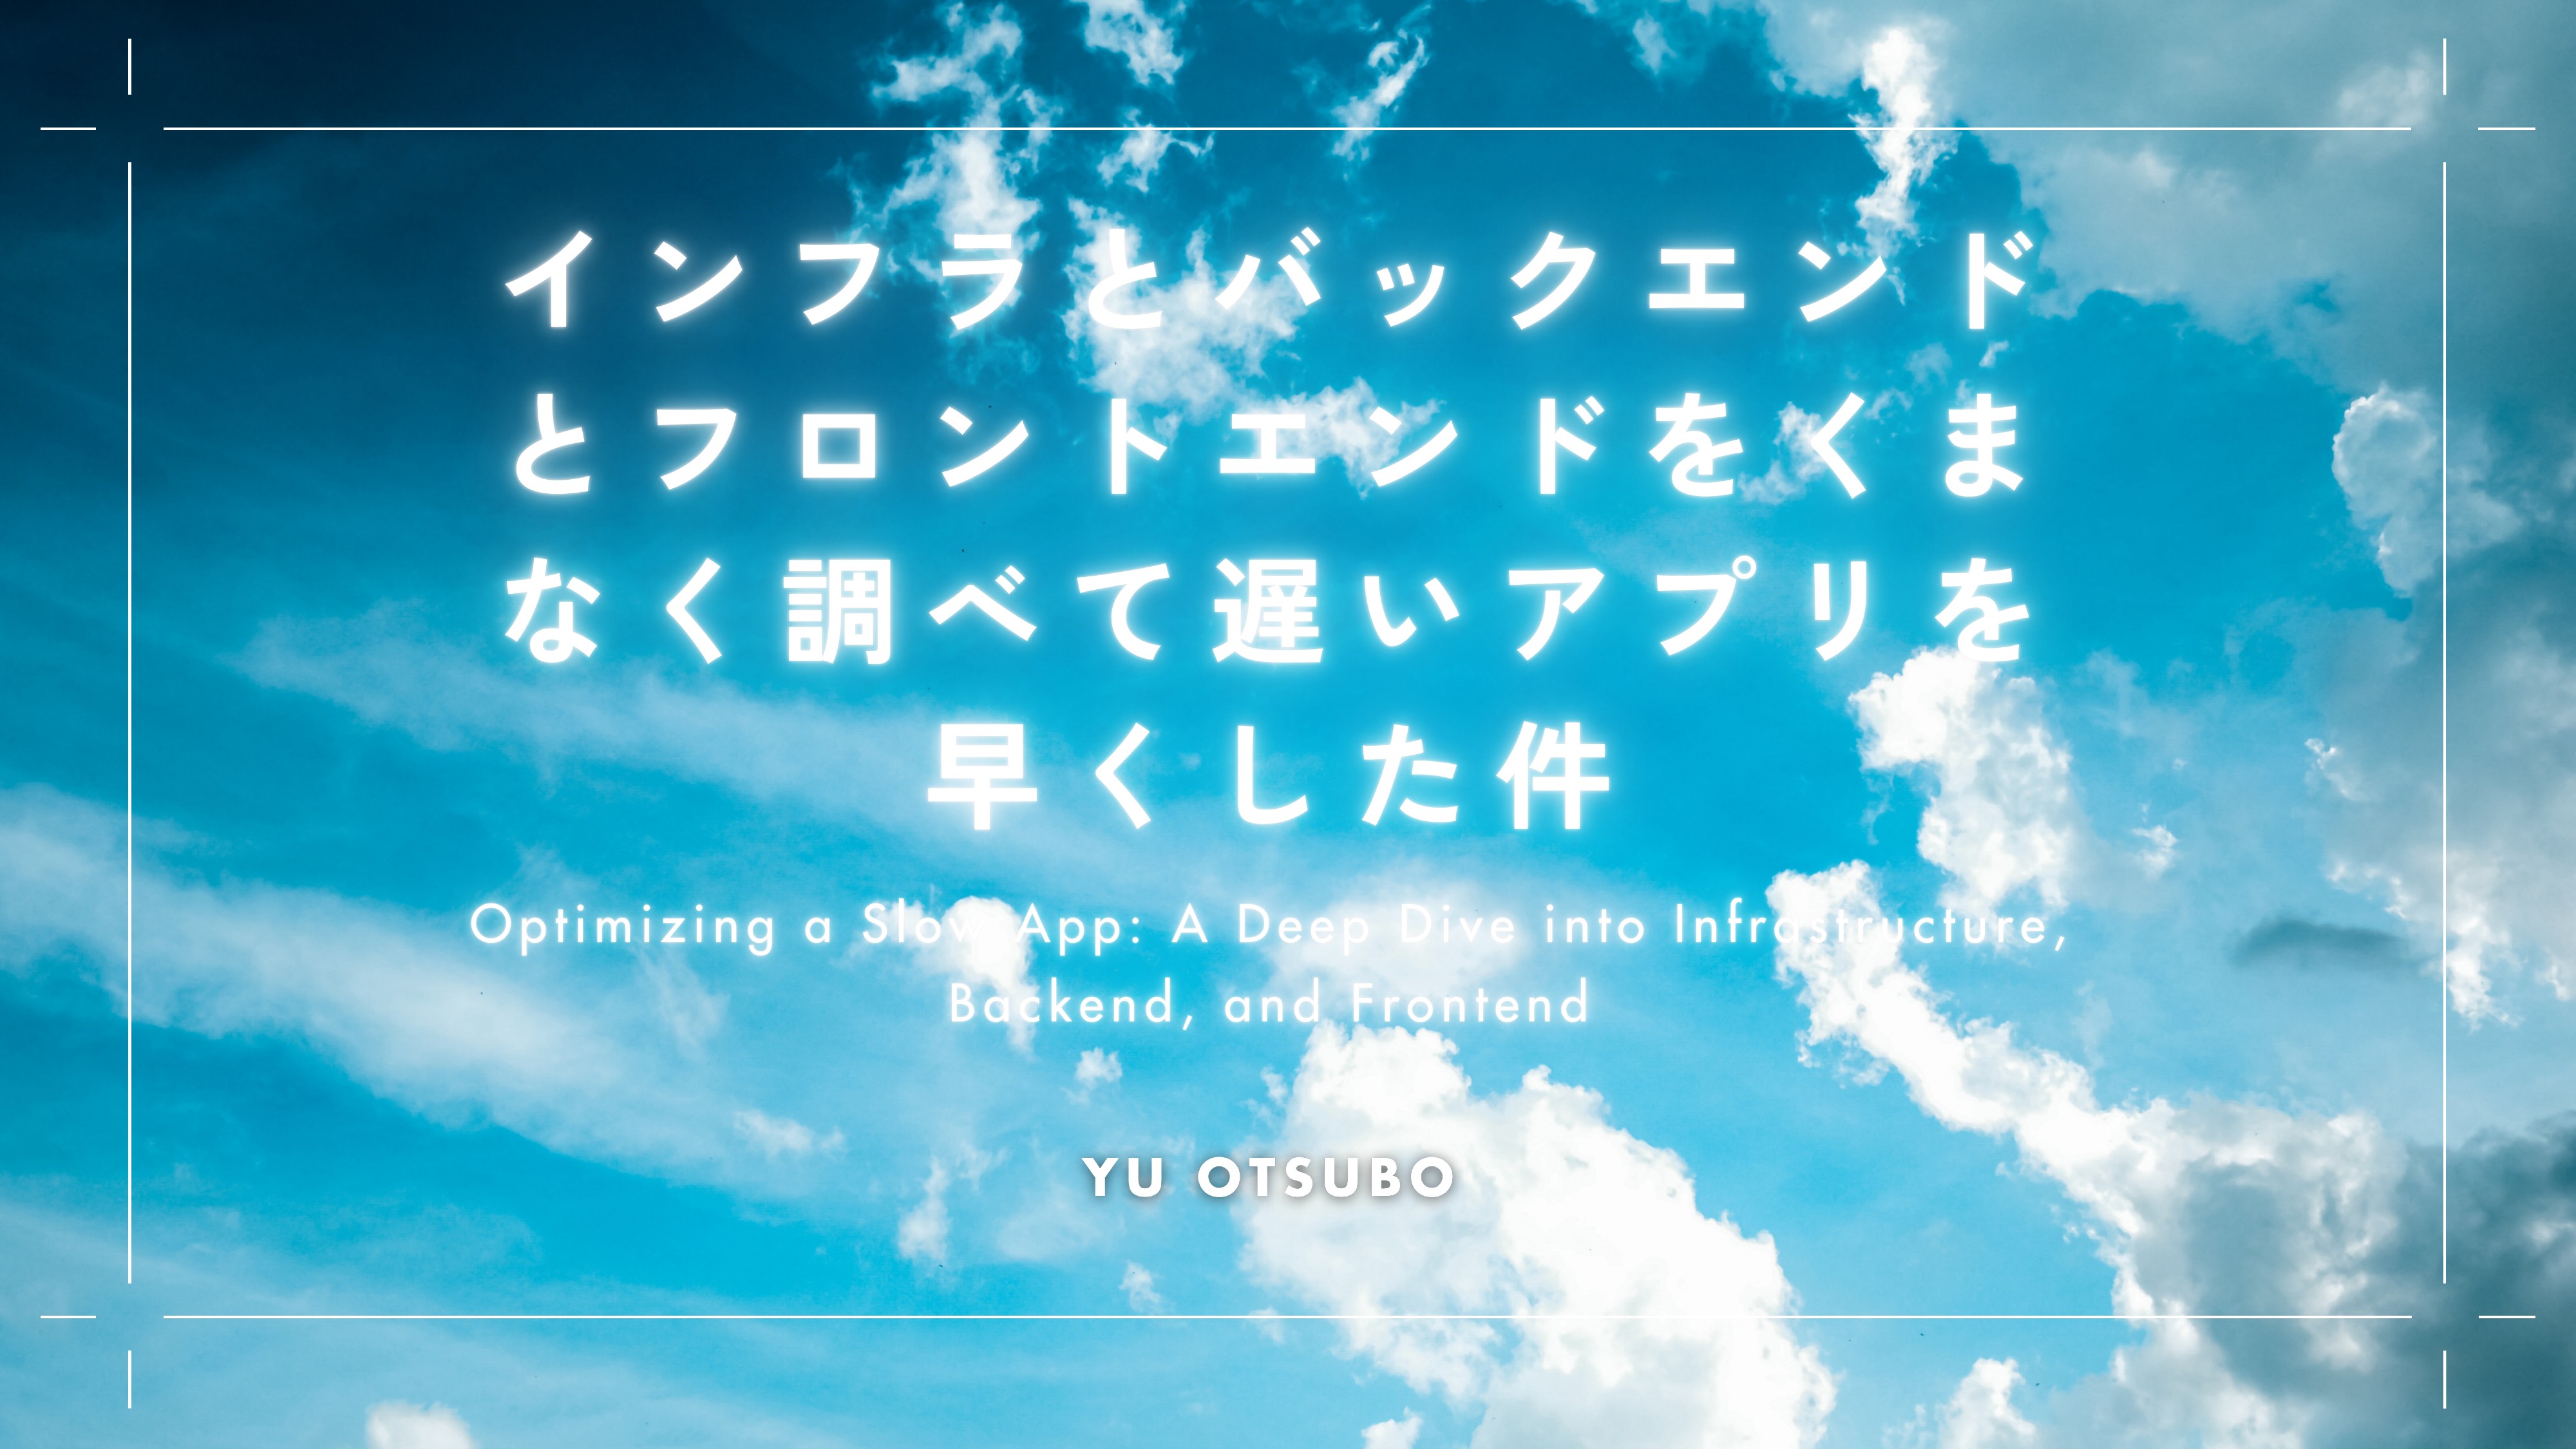 インフラとバックエンド
とフロントエンドをくま
なく調べて遅いアプリを
早くした件
Optimizing a Slow App: A Deep Dive into Infrastructure,
Backend, and Frontend
YU OTSUBO